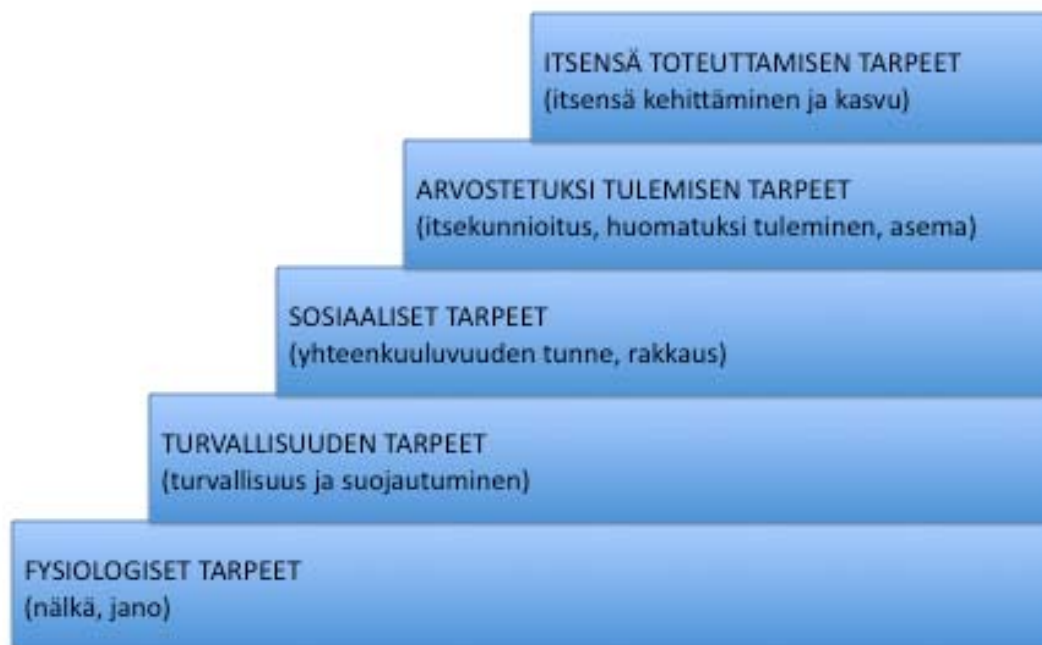 ITSENSÄ TOTEUTTAMISEN TARPEET
(itsensä kehittäminen ja kasvu)
ARVOSTETUKSI TULEMISEN TARPEET
(itsekunnioitus, huomatuksi tuleminen, asema)
SOSIAALISET TARPEET
(yhteenkuuluvuuden tunne, rakkaus)
TURVALLISUUDEN TARPEET
(turvallisuus ja suojautuminen)
FYSIOLOGISET TARPEET
(nälkä, jano)